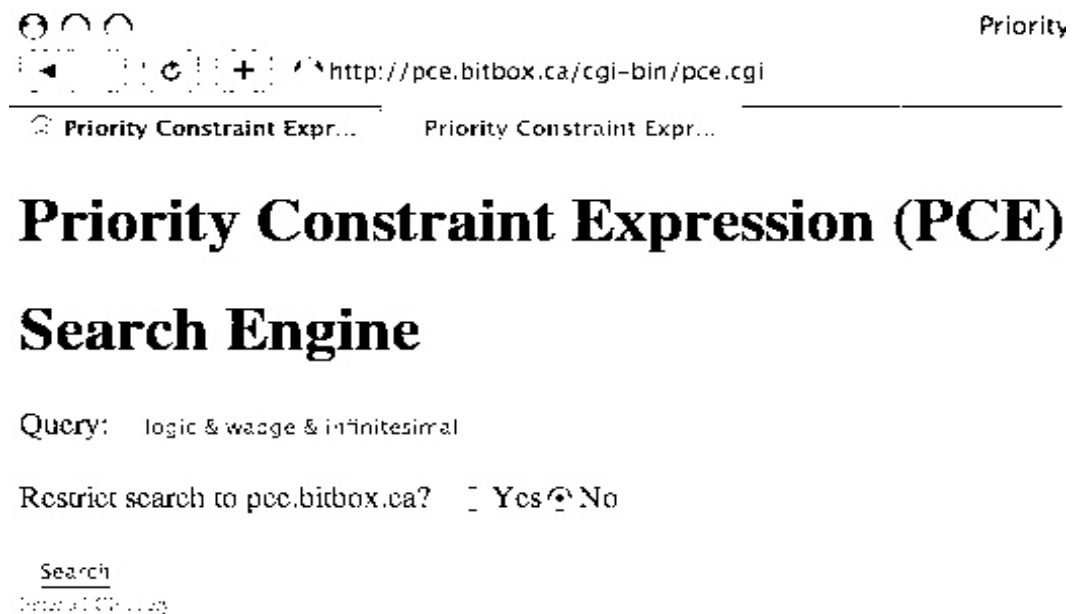 Priority
http://pce.bitbox.ca/cgi-bin/pce.cgi
Priority Constraint Expr... Priority Constraint Expr...
Priority Constraint Expression (PCE)
Search Engine
Query: logic & wadge & infinitesimal
Restrict search to pce.bitbox.ca? Yes No
Search